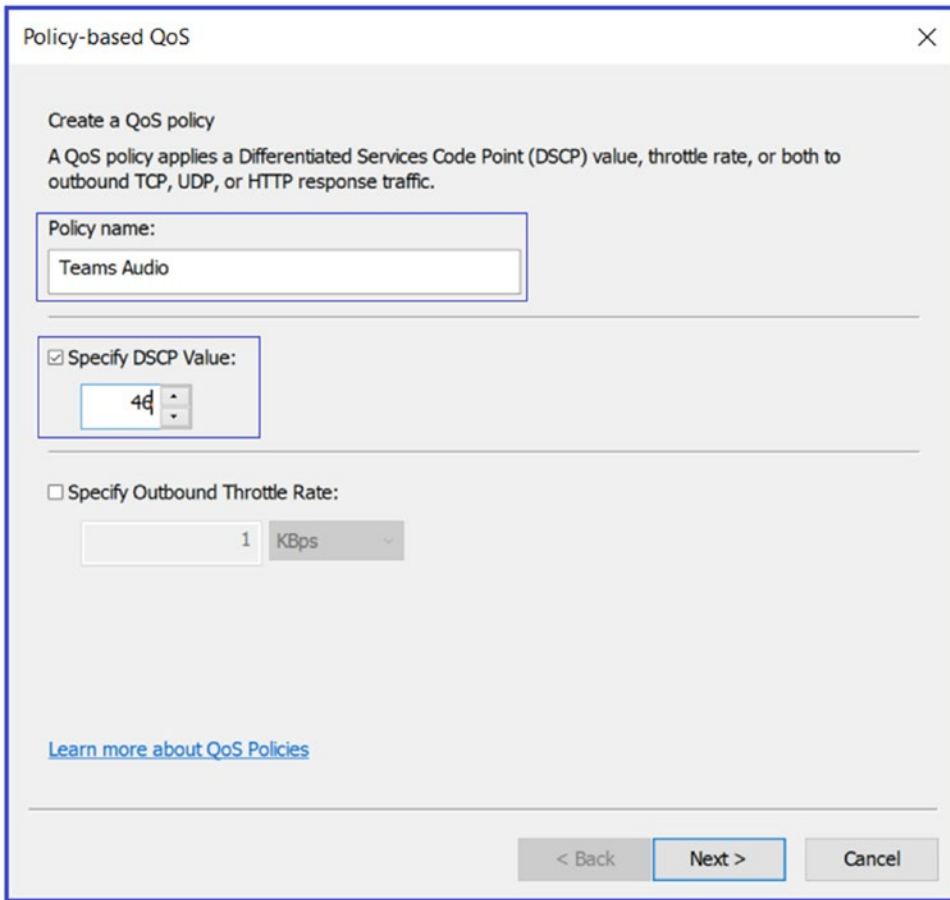 Policy-based QoS
Create a QoS policy
A QoS policy applies a Differentiated Services Code Point (DSCP) value, throttle rate, or both to
outbound TCP, UDP, or HTTP response traffic.
Policy name:
Teams Audio
Specify DSCP Value:
46
Specify Outbound Throttle Rate:
1 KBps
Learn more about QoS Policies
< Back Next > Cancel